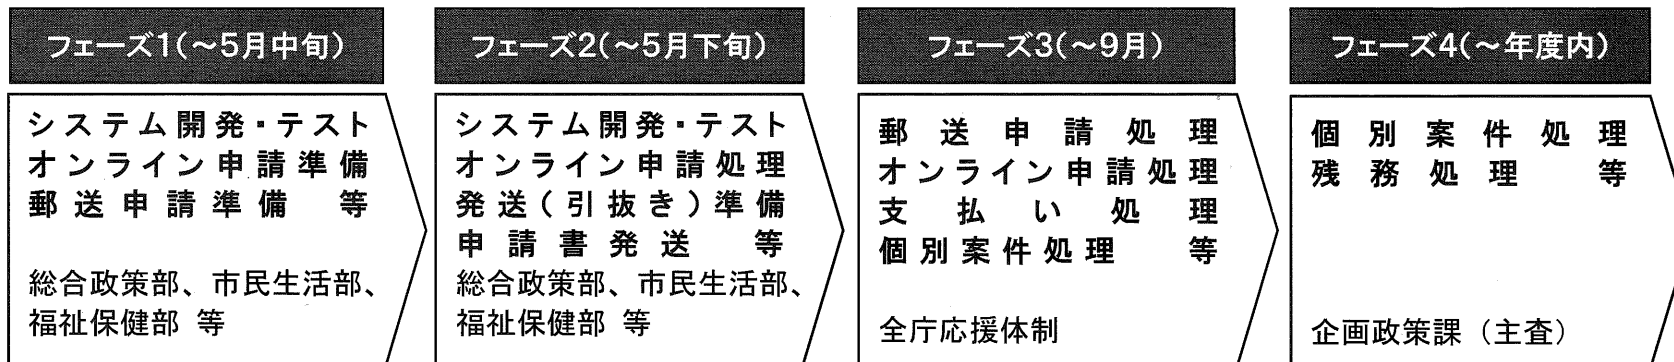 フェーズ1(~5月中旬)
システム開発・テスト
オンライン申請準備
郵送申請準備 等
総合政策部、市民生活部、
福祉保健部 等
フェーズ2(~5月下旬)
システム開発・テスト
オンライン申請処理
発送(引抜き)準備
申請書発送 等
総合政策部、市民生活部、
福祉保健部 等
フェーズ3(~9月)
郵送申請処理
オンライン申請処理
支払い処理
個別案件処理 等
全庁応援体制
フェーズ4(~年度内)
個別案件処理
残務処理 等
企画政策課(主査)